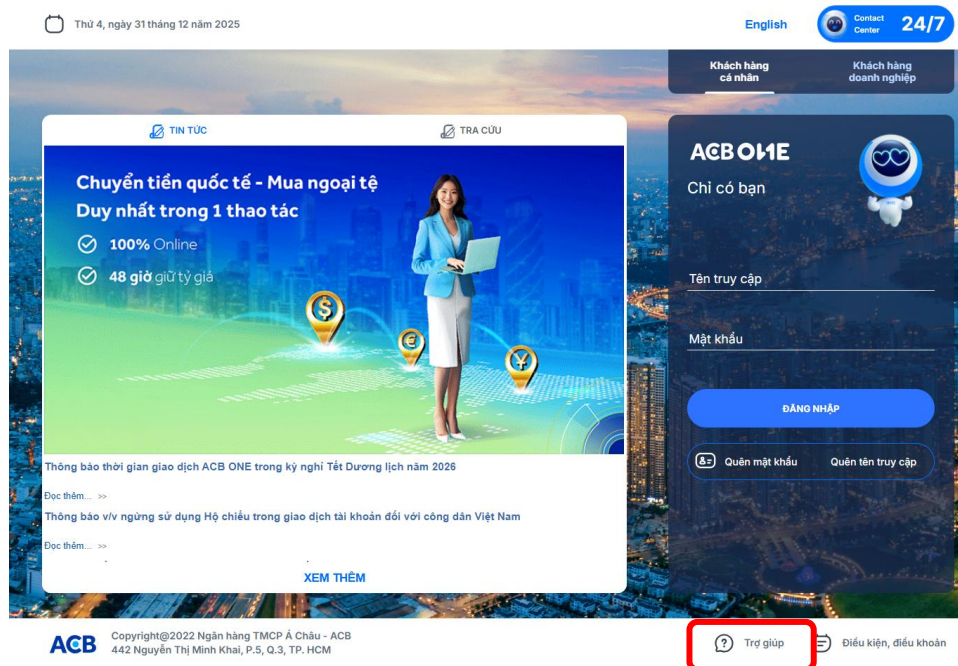 Thứ 4, ngày 31 tháng 12 năm 2025
English
Contact
Center
24/7
Khách hàng
cá nhân
Khách hàng
doanh nghiệp
TIN TỨC
TRA CỨU
Chuyển tiền quốc tế - Mua ngoại tệ
Duy nhất trong 1 thao tác
100% Online
48 giờ giữ tỷ giá
$
€
¥
ACB ONE
Chỉ có bạn
Tên truy cập
Mật khẩu
ĐĂNG NHẬP
Quên mật khẩu
Quên tên truy cập
Thông báo thời gian giao dịch ACB ONE trong kỳ nghỉ Tết Dương lịch năm 2026
Đọc thêm... >>
Thông báo v/v ngừng sử dụng Hộ chiếu trong giao dịch tài khoản đối với công dân Việt Nam
Đọc thêm... >>
XEM THÊM
ACB
Copyright@2022 Ngân hàng TMCP Á Châu - ACB
442 Nguyễn Thị Minh Khai, P.5, Q.3, TP. HCM
Trợ giúp
Điều kiện, điều khoản